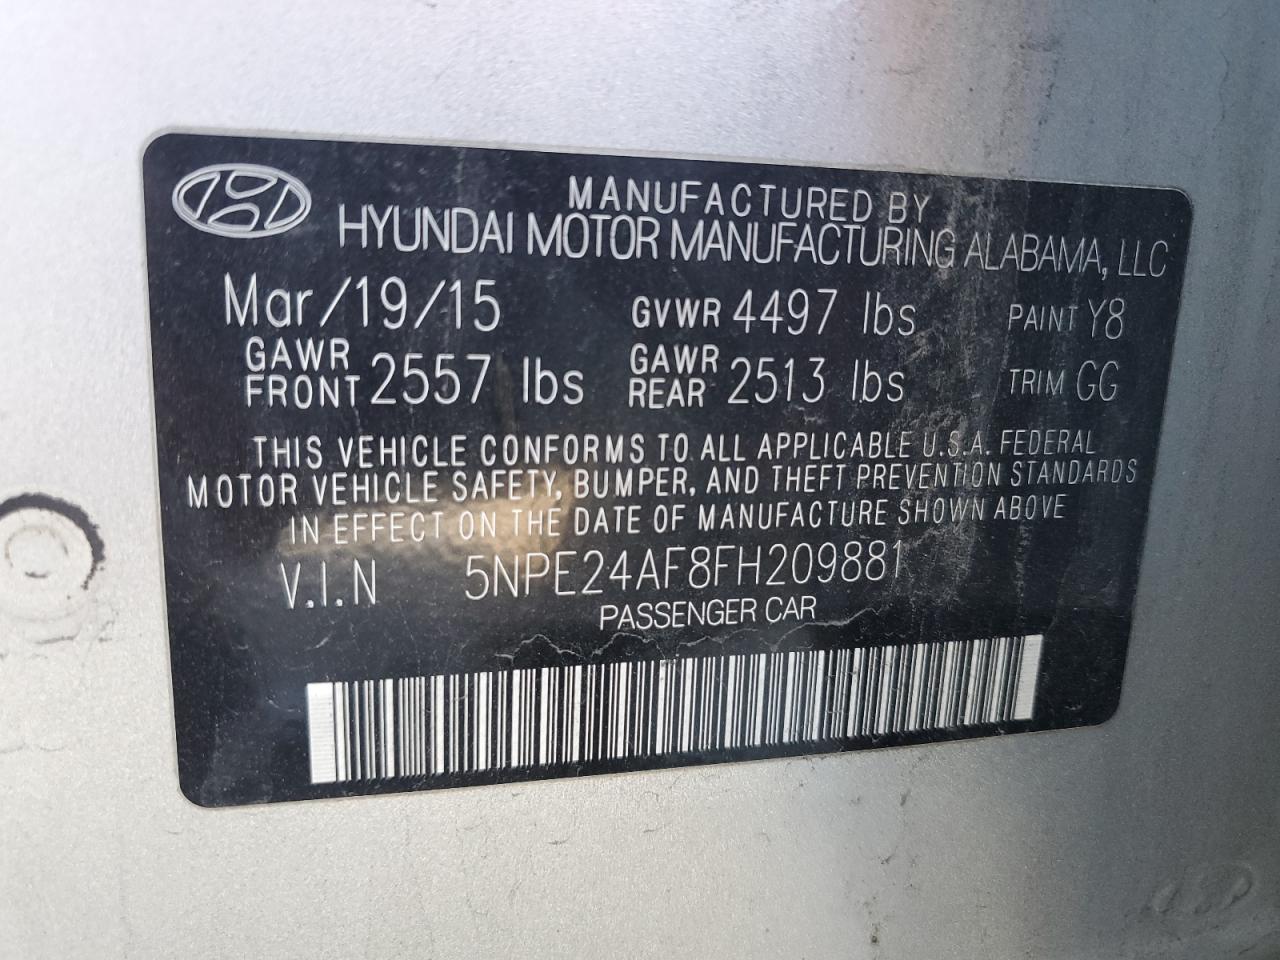 MANUFACTURED BY
HYUNDAI MOTOR MANUFACTURING ALABAMA, LLC
Mar/19/15 GVWR 4497 lbs PAINT Y8
GAWR FRONT 2557 lbs GAWR REAR 2513 lbs TRIM GG
THIS VEHICLE CONFORMS TO ALL APPLICABLE U.S.A. FEDERAL
MOTOR VEHICLE SAFETY, BUMPER, AND THEFT PREVENTION STANDARDS
IN EFFECT ON THE DATE OF MANUFACTURE SHOWN ABOVE
V.I.N 5NPE24AF8FH209881
PASSENGER CAR